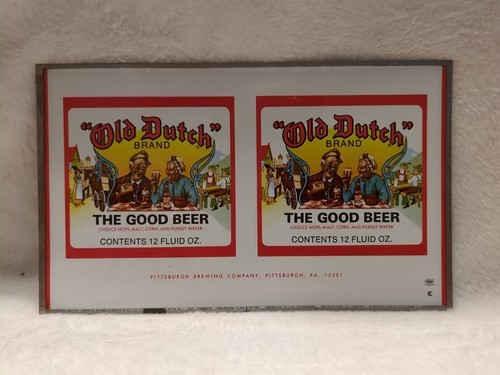 "Old Dutch"
BRAND
THE GOOD BEER
CHOICE HOPS, MALT, CORN, AND PUREST WATER
CONTENTS 12 FLUID OZ.
"Old Dutch"
BRAND
THE GOOD BEER
CHOICE HOPS, MALT, CORN, AND PUREST WATER
CONTENTS 12 FLUID OZ.
PITTSBURGH BREWING COMPANY, PITTSBURGH, PA. 15201